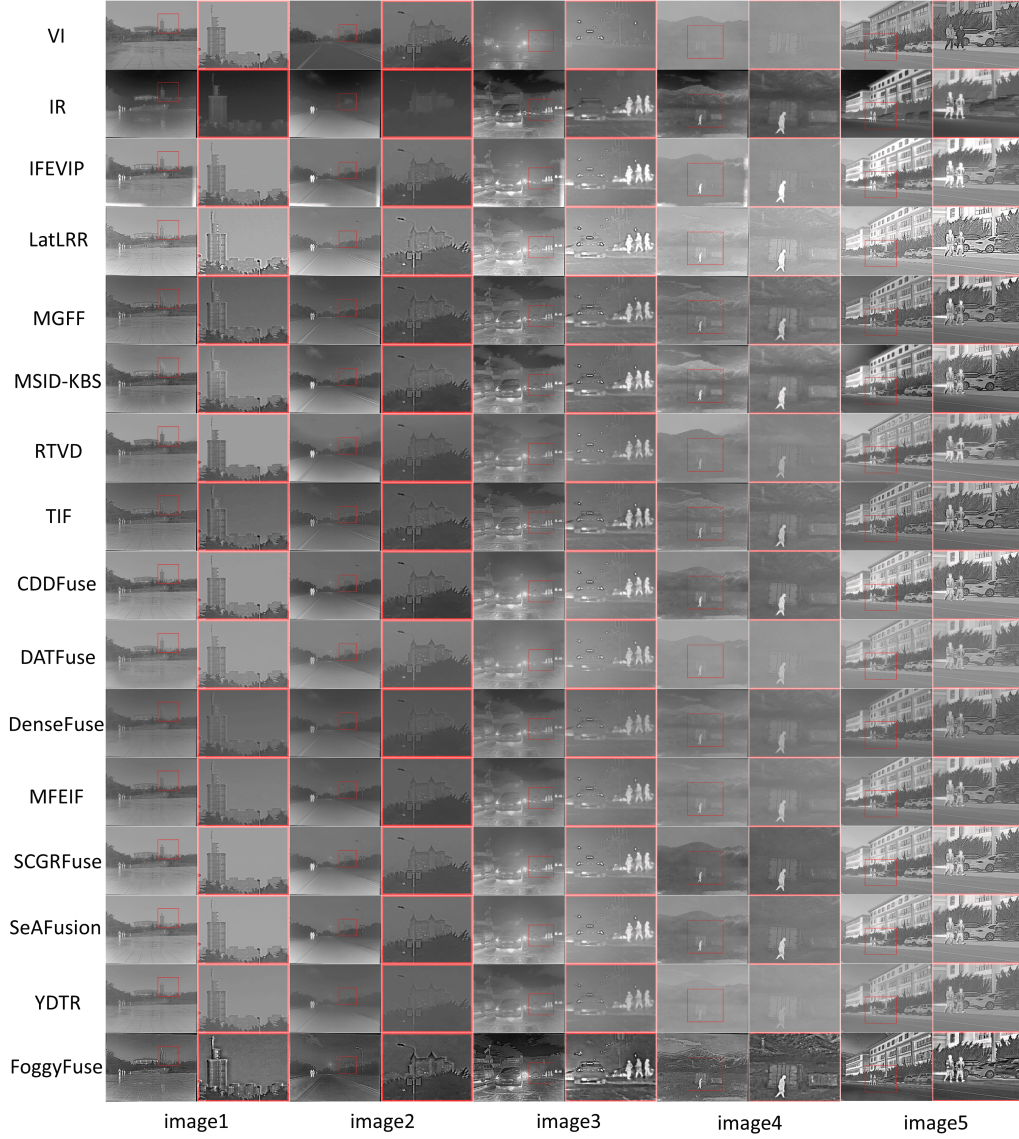 VI
IR
IFEVIP
LatLRR
MGFF
MSID-KBS
RTVD
TIF
CDDFuse
DATFuse
DenseFuse
MFEIF
SCGRFuse
SeAFusion
YDTR
FoggyFuse
image1 image2 image3 image4 image5